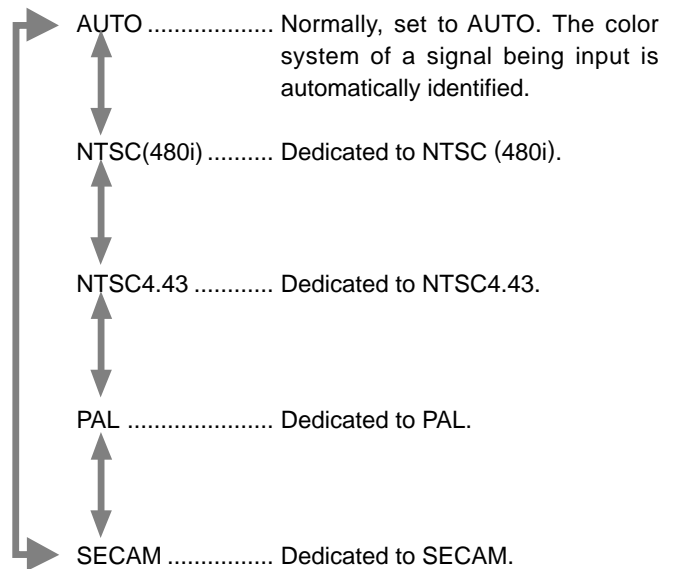 AUTO ................... Normally, set to AUTO. The color
system of a signal being input is
automatically identified.
NTSC(480i) .......... Dedicated to NTSC (480i).
NTSC4.43 ............ Dedicated to NTSC4.43.
PAL ...................... Dedicated to PAL.
SECAM ................ Dedicated to SECAM.